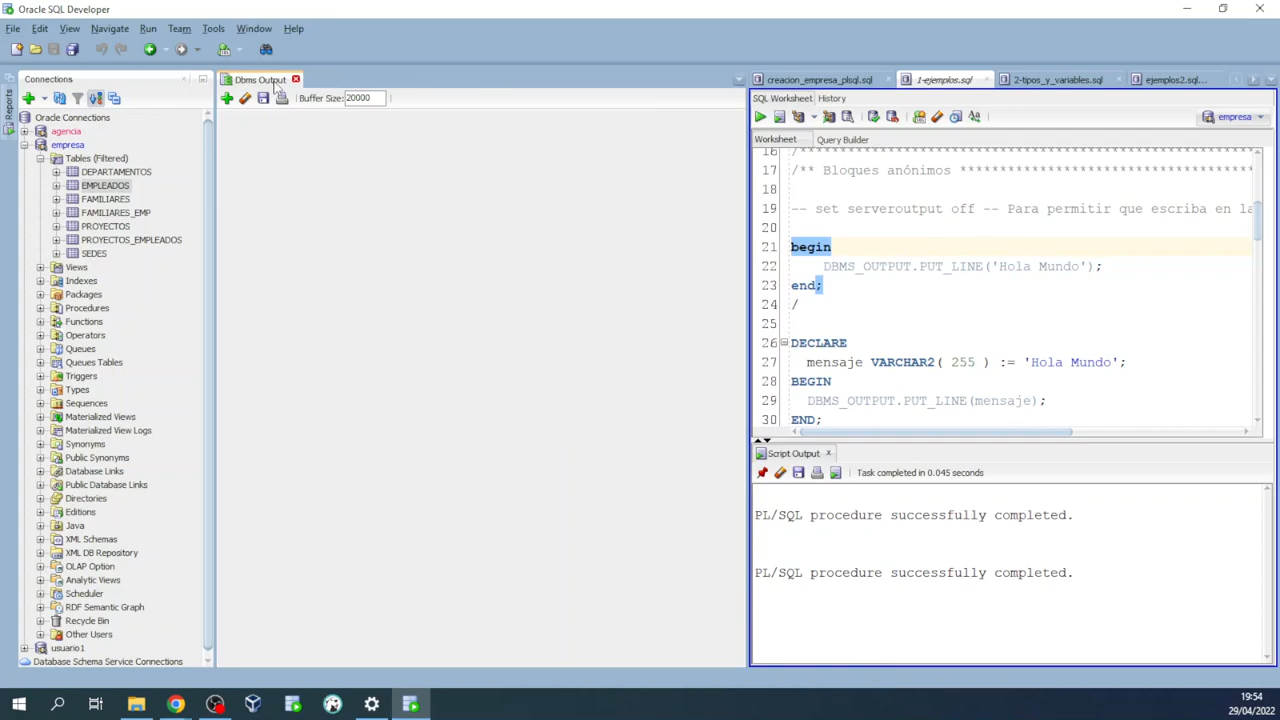 Oracle SQL Developer
File Edit View Navigate Run Team Tools Window Help
Connections
Reports
Oracle Connections
agencia
empresa
Tables (Filtered)
DEPARTAMENTOS
EMPLEADOS
FAMILIARES
FAMILIARES_EMP
PROYECTOS
PROYECTOS_EMPLEADOS
SEDES
Views
Indexes
Packages
Procedures
Functions
Operators
Queues
Queues Tables
Triggers
Types
Sequences
Materialized Views
Materialized View Logs
Synonyms
Public Synonyms
Database Links
Public Database Links
Directories
Editions
Java
XML Schemas
XML DB Repository
OLAP Option
Analytic Views
Scheduler
RDF Semantic Graph
Recycle Bin
Other Users
usuario1
Database Schema Service Connections
Dbms Output
Buffer Size: 20000
creacion_empresa_plsql.sql 1-ejemplos.sql 2-tipos_y_variables.sql ejemplos2.sql...
SQL Worksheet History
empresa
Worksheet Query Builder
16 /*********************************************************
17 /** Bloques anónimos *************************************
18
19 -- set serveroutput off -- Para permitir que escriba en la
20
21 begin
22 DBMS_OUTPUT.PUT_LINE('Hola Mundo');
23 end;
24 /
25
26 DECLARE
27 mensaje VARCHAR2( 255 ) := 'Hola Mundo';
28 BEGIN
29 DBMS_OUTPUT.PUT_LINE(mensaje);
30 END;
Script Output
Task completed in 0.045 seconds
PL/SQL procedure successfully completed.
PL/SQL procedure successfully completed.
19:54
29/04/2022